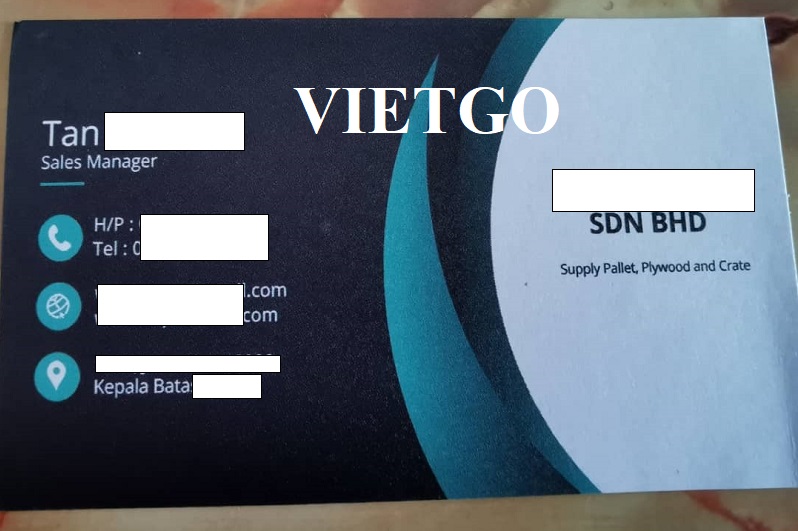 VIETGO
Tan
Sales Manager
H/P :
Tel : 0
.com
com
Kepala Batas
SDN BHD
Supply Pallet, Plywood and Crate